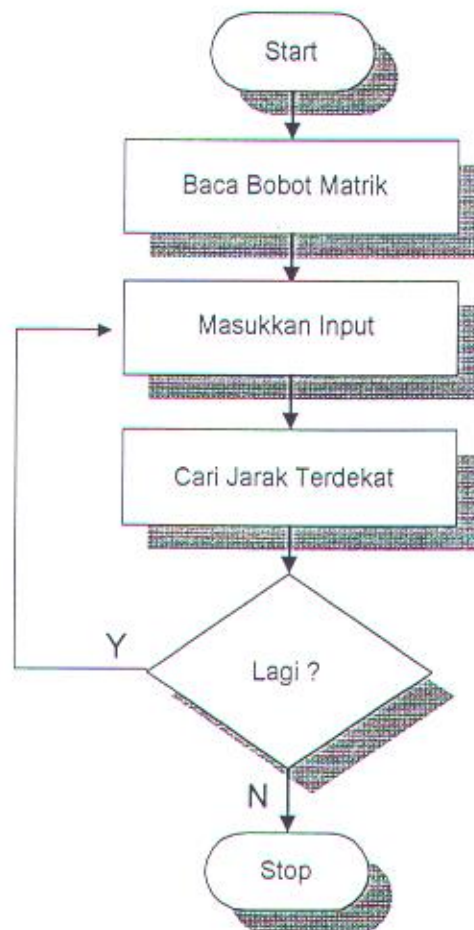 Start
Baca Bobot Matrik
Masukkan Input
Cari Jarak Terdekat
Y
Lagi ?
N
Stop